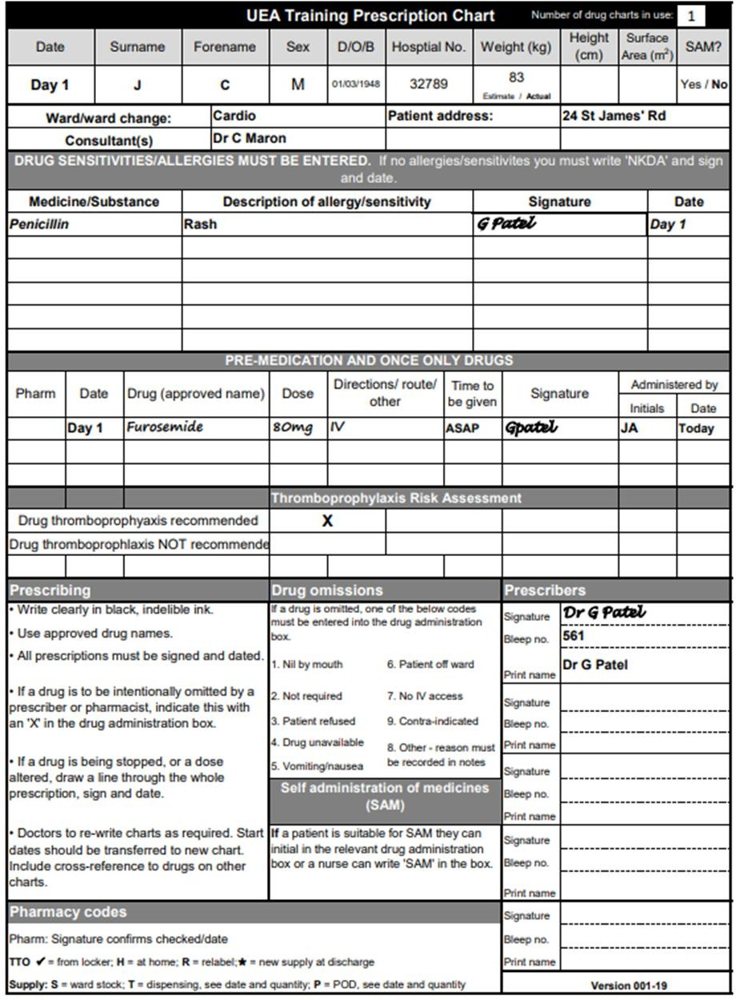 UEA Training Prescription Chart Number of drug charts in use: 1
Date Surname Forename Sex D/O/B Hosptial No. Weight (kg) Height (cm) Surface Area (m²) SAM?
Day 1 J C M 01/03/1948 32789 83 Estimate / Actual Yes / No
Ward/ward change: Cardio Patient address: 24 St James' Rd
Consultant(s) Dr C Maron
DRUG SENSITIVITIES/ALLERGIES MUST BE ENTERED. If no allergies/sensitivites you must write 'NKDA' and sign
and date.
Medicine/Substance Description of allergy/sensitivity Signature Date
Penicillin Rash G Patel Day 1
PRE-MEDICATION AND ONCE ONLY DRUGS
Pharm Date Drug (approved name) Dose Directions/ route/ other Time to be given Signature Administered by
Initials Date
Day 1 Furosemide 80mg IV ASAP Gpatel JA Today
Thromboprophylaxis Risk Assessment
Drug thromboprophyaxis recommended X
Drug thromboprophlaxis NOT recommende
Prescribing
• Write clearly in black, indelible ink.
• Use approved drug names.
• All prescriptions must be signed and dated.
• If a drug is to be intentionally omitted by a
prescriber or pharmacist, indicate this with
an 'X' in the drug administration box.
• If a drug is being stopped, or a dose
altered, draw a line through the whole
prescription, sign and date.
• Doctors to re-write charts as required. Start
dates should be transferred to new chart.
Include cross-reference to drugs on other
charts.
Drug omissions
If a drug is omitted, one of the below codes
must be entered into the drug administration
box.
1. Nil by mouth 6. Patient off ward
2. Not required 7. No IV access
3. Patient refused 9. Contra-indicated
4. Drug unavailable 8. Other - reason must
5. Vomiting/nausea be recorded in notes
Self administration of medicines
(SAM)
If a patient is suitable for SAM they can
initial in the relevant drug administration
box or a nurse can write 'SAM' in the box.
Prescribers
Signature Dr G Patel
Bleep no. 561
Print name Dr G Patel
Signature
Bleep no.
Print name
Signature
Bleep no.
Print name
Signature
Bleep no.
Print name
Signature
Bleep no.
Print name
Pharmacy codes
Pharm: Signature confirms checked/date
TTO ✔ = from locker; H = at home; R = relabel;★ = new supply at discharge
Supply: S = ward stock; T = dispensing, see date and quantity; P = POD, see date and quantity
Version 001-19